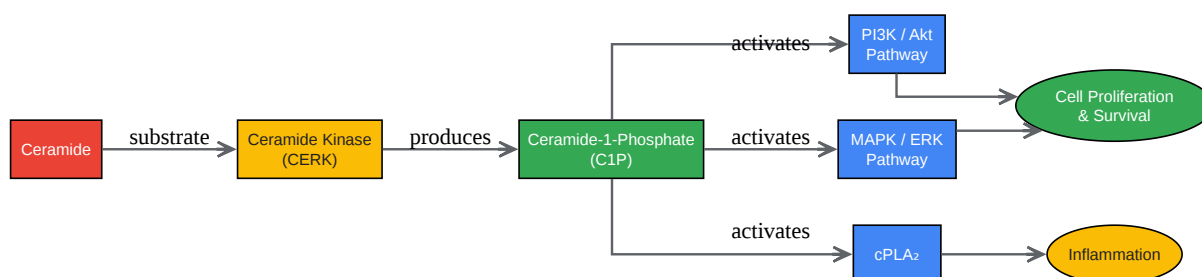 Ceramide
substrate
Ceramide Kinase
(CERK)
produces
Ceramide-1-Phosphate
(C1P)
activates
PI3K / Akt
Pathway
activates
MAPK / ERK
Pathway
Cell Proliferation
& Survival
activates
cPLA₂
Inflammation